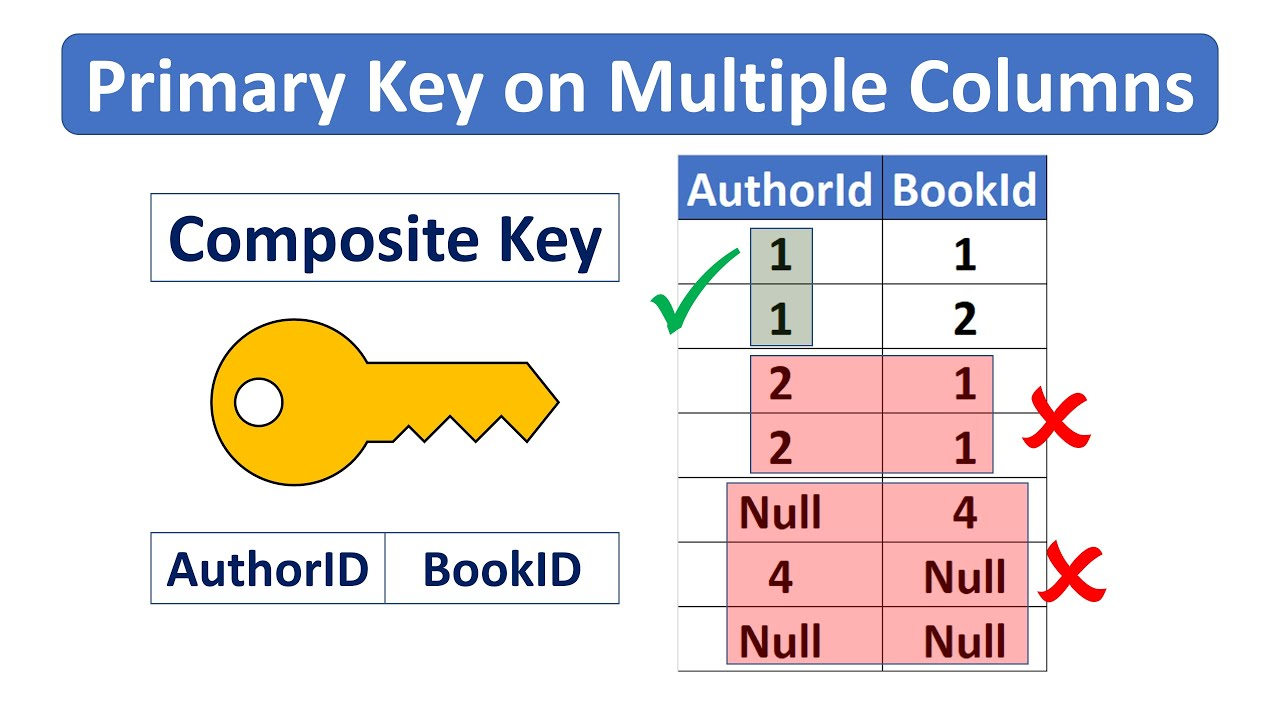 Primary Key on Multiple Columns
Composite Key
AuthorID BookID
AuthorId BookId
1 1
1 2
2 1
2 1
Null 4
4 Null
Null Null